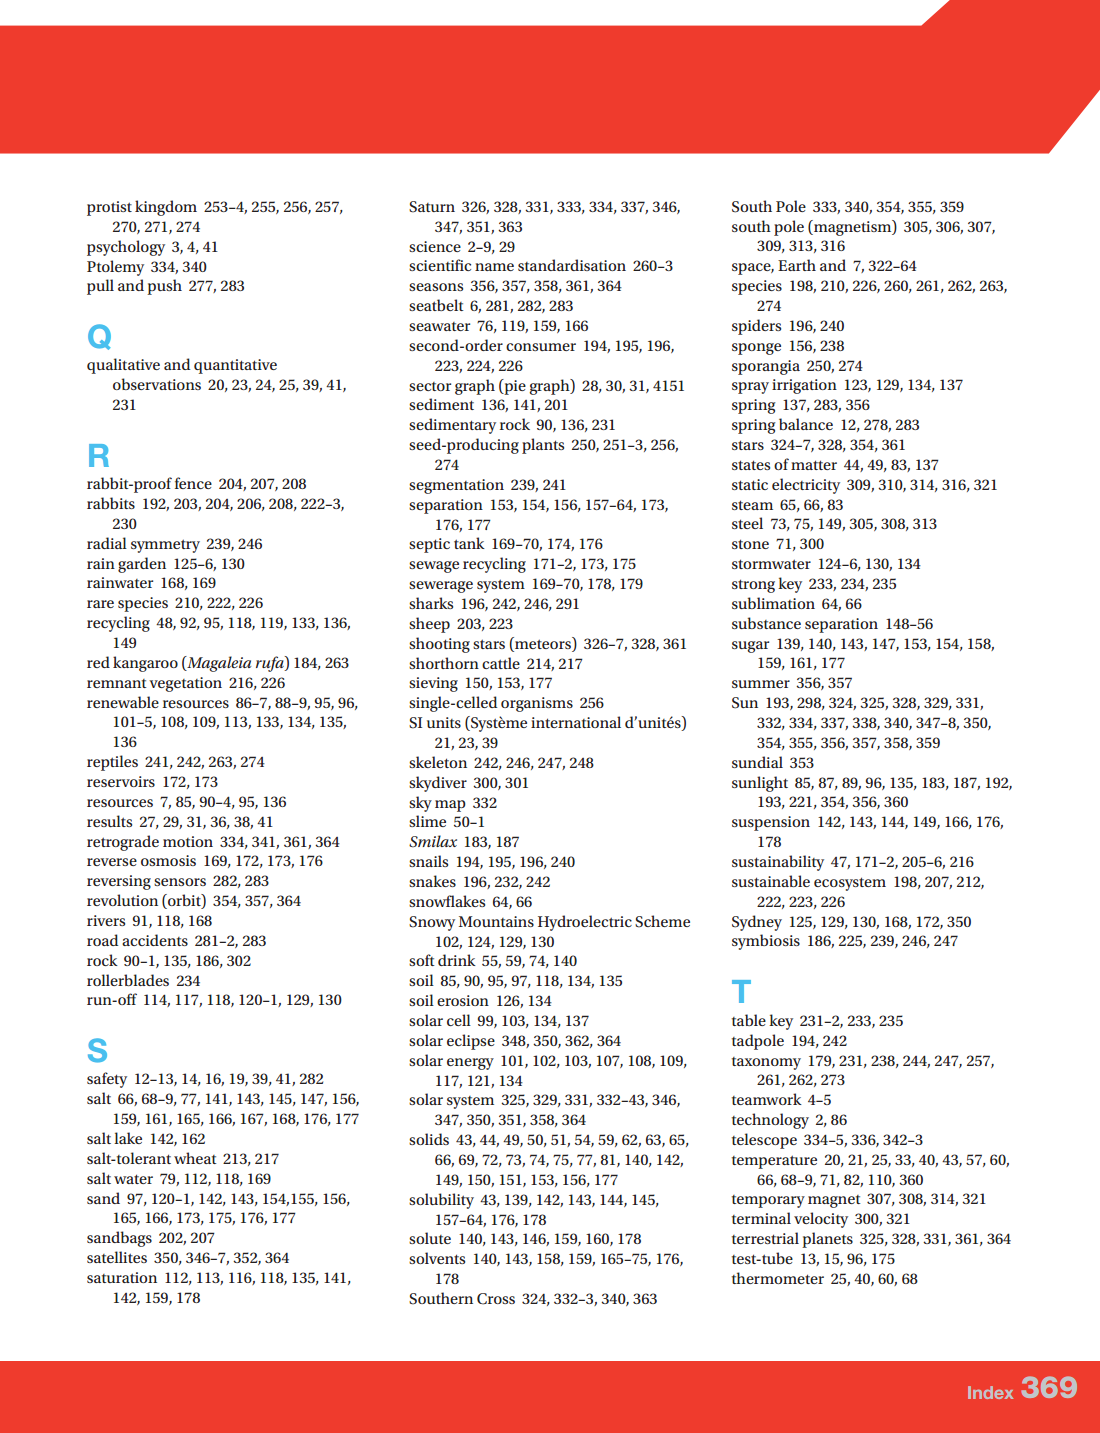 protist kingdom 253–4, 255, 256, 257,
270, 271, 274
psychology 3, 4, 41
Ptolemy 334, 340
pull and push 277, 283
Q
qualitative and quantitative
observations 20, 23, 24, 25, 39, 41,
231
R
rabbit-proof fence 204, 207, 208
rabbits 192, 203, 204, 206, 208, 222–3,
230
radial symmetry 239, 246
rain garden 125–6, 130
rainwater 168, 169
rare species 210, 222, 226
recycling 48, 92, 95, 118, 119, 133, 136,
149
red kangaroo (Magaleia rufa) 184, 263
remnant vegetation 216, 226
renewable resources 86–7, 88–9, 95, 96,
101–5, 108, 109, 113, 133, 134, 135,
136
reptiles 241, 242, 263, 274
reservoirs 172, 173
resources 7, 85, 90–4, 95, 136
results 27, 29, 31, 36, 38, 41
retrograde motion 334, 341, 361, 364
reverse osmosis 169, 172, 173, 176
reversing sensors 282, 283
revolution (orbit) 354, 357, 364
rivers 91, 118, 168
road accidents 281–2, 283
rock 90–1, 135, 186, 302
rollerblades 234
run-off 114, 117, 118, 120–1, 129, 130
S
safety 12–13, 14, 16, 19, 39, 41, 282
salt 66, 68–9, 77, 141, 143, 145, 147, 156,
159, 161, 165, 166, 167, 168, 176, 177
salt lake 142, 162
salt-tolerant wheat 213, 217
salt water 79, 112, 118, 169
sand 97, 120–1, 142, 143, 154,155, 156,
165, 166, 173, 175, 176, 177
sandbags 202, 207
satellites 350, 346–7, 352, 364
saturation 112, 113, 116, 118, 135, 141,
142, 159, 178
Saturn 326, 328, 331, 333, 334, 337, 346,
347, 351, 363
science 2–9, 29
scientific name standardisation 260–3
seasons 356, 357, 358, 361, 364
seatbelt 6, 281, 282, 283
seawater 76, 119, 159, 166
second-order consumer 194, 195, 196,
223, 224, 226
sector graph (pie graph) 28, 30, 31, 4151
sediment 136, 141, 201
sedimentary rock 90, 136, 231
seed-producing plants 250, 251–3, 256,
274
segmentation 239, 241
separation 153, 154, 156, 157–64, 173,
176, 177
septic tank 169–70, 174, 176
sewage recycling 171–2, 173, 175
sewerage system 169–70, 178, 179
sharks 196, 242, 246, 291
sheep 203, 223
shooting stars (meteors) 326–7, 328, 361
shorthorn cattle 214, 217
sieving 150, 153, 177
single-celled organisms 256
SI units (Système international d’unités)
21, 23, 39
skeleton 242, 246, 247, 248
skydiver 300, 301
sky map 332
slime 50–1
Smilax 183, 187
snails 194, 195, 196, 240
snakes 196, 232, 242
snowflakes 64, 66
Snowy Mountains Hydroelectric Scheme
102, 124, 129, 130
soft drink 55, 59, 74, 140
soil 85, 90, 95, 97, 118, 134, 135
soil erosion 126, 134
solar cell 99, 103, 134, 137
solar eclipse 348, 350, 362, 364
solar energy 101, 102, 103, 107, 108, 109,
117, 121, 134
solar system 325, 329, 331, 332–43, 346,
347, 350, 351, 358, 364
solids 43, 44, 49, 50, 51, 54, 59, 62, 63, 65,
66, 69, 72, 73, 74, 75, 77, 81, 140, 142,
149, 150, 151, 153, 156, 177
solubility 43, 139, 142, 143, 144, 145,
157–64, 176, 178
solute 140, 143, 146, 159, 160, 178
solvents 140, 143, 158, 159, 165–75, 176,
178
Southern Cross 324, 332–3, 340, 363
South Pole 333, 340, 354, 355, 359
south pole (magnetism) 305, 306, 307,
309, 313, 316
space, Earth and 7, 322–64
species 198, 210, 226, 260, 261, 262, 263,
274
spiders 196, 240
sponge 156, 238
sporangia 250, 274
spray irrigation 123, 129, 134, 137
spring 137, 283, 356
spring balance 12, 278, 283
stars 324–7, 328, 354, 361
states of matter 44, 49, 83, 137
static electricity 309, 310, 314, 316, 321
steam 65, 66, 83
steel 73, 75, 149, 305, 308, 313
stone 71, 300
stormwater 124–6, 130, 134
strong key 233, 234, 235
sublimation 64, 66
substance separation 148–56
sugar 139, 140, 143, 147, 153, 154, 158,
159, 161, 177
summer 356, 357
Sun 193, 298, 324, 325, 328, 329, 331,
332, 334, 337, 338, 340, 347–8, 350,
354, 355, 356, 357, 358, 359
sundial 353
sunlight 85, 87, 89, 96, 135, 183, 187, 192,
193, 221, 354, 356, 360
suspension 142, 143, 144, 149, 166, 176,
178
sustainability 47, 171–2, 205–6, 216
sustainable ecosystem 198, 207, 212,
222, 223, 226
Sydney 125, 129, 130, 168, 172, 350
symbiosis 186, 225, 239, 246, 247
T
table key 231–2, 233, 235
tadpole 194, 242
taxonomy 179, 231, 238, 244, 247, 257,
261, 262, 273
teamwork 4–5
technology 2, 86
telescope 334–5, 336, 342–3
temperature 20, 21, 25, 33, 40, 43, 57, 60,
66, 68–9, 71, 82, 110, 360
temporary magnet 307, 308, 314, 321
terminal velocity 300, 321
terrestrial planets 325, 328, 331, 361, 364
test-tube 13, 15, 96, 175
thermometer 25, 40, 60, 68
Index 369